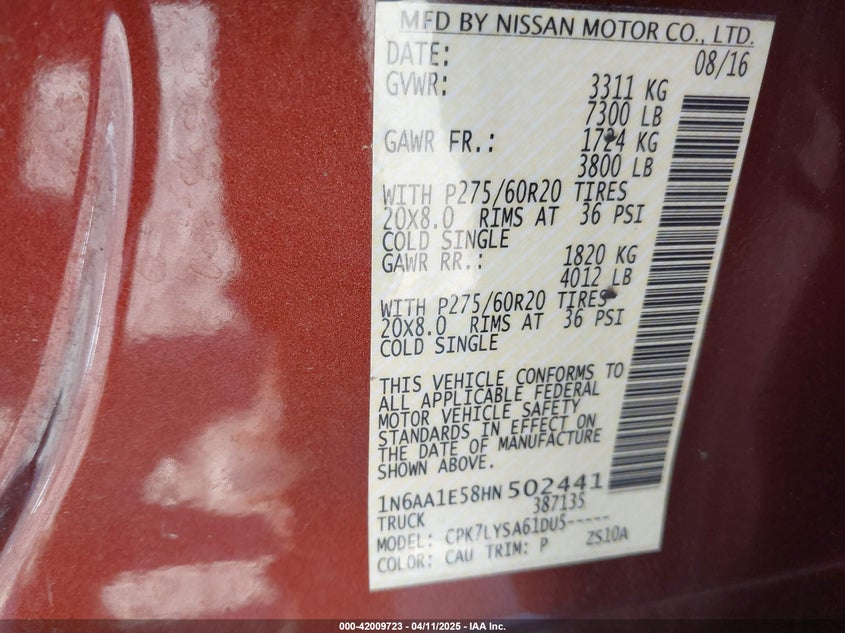 MFD BY NISSAN MOTOR CO., LTD.
DATE: 08/16
GVWR: 3311 KG
7300 LB
GAWR FR.: 1724 KG
3800 LB
WITH P275/60R20 TIRES
20X8.0 RIMS AT 36 PSI
COLD SINGLE
GAWR RR.: 1820 KG
4012 LB
WITH P275/60R20 TIRES
20X8.0 RIMS AT 36 PSI
COLD SINGLE
THIS VEHICLE CONFORMS TO
ALL APPLICABLE FEDERAL
MOTOR VEHICLE SAFETY
STANDARDS IN EFFECT ON
THE DATE OF MANUFACTURE
SHOWN ABOVE.
1N6AA1E58HN 502441
TRUCK 387135
MODEL: CPK7LYSA61DU5-----
COLOR: CAU TRIM: P ZS10A
000-42009723 - 04/11/2025 - IAA Inc.